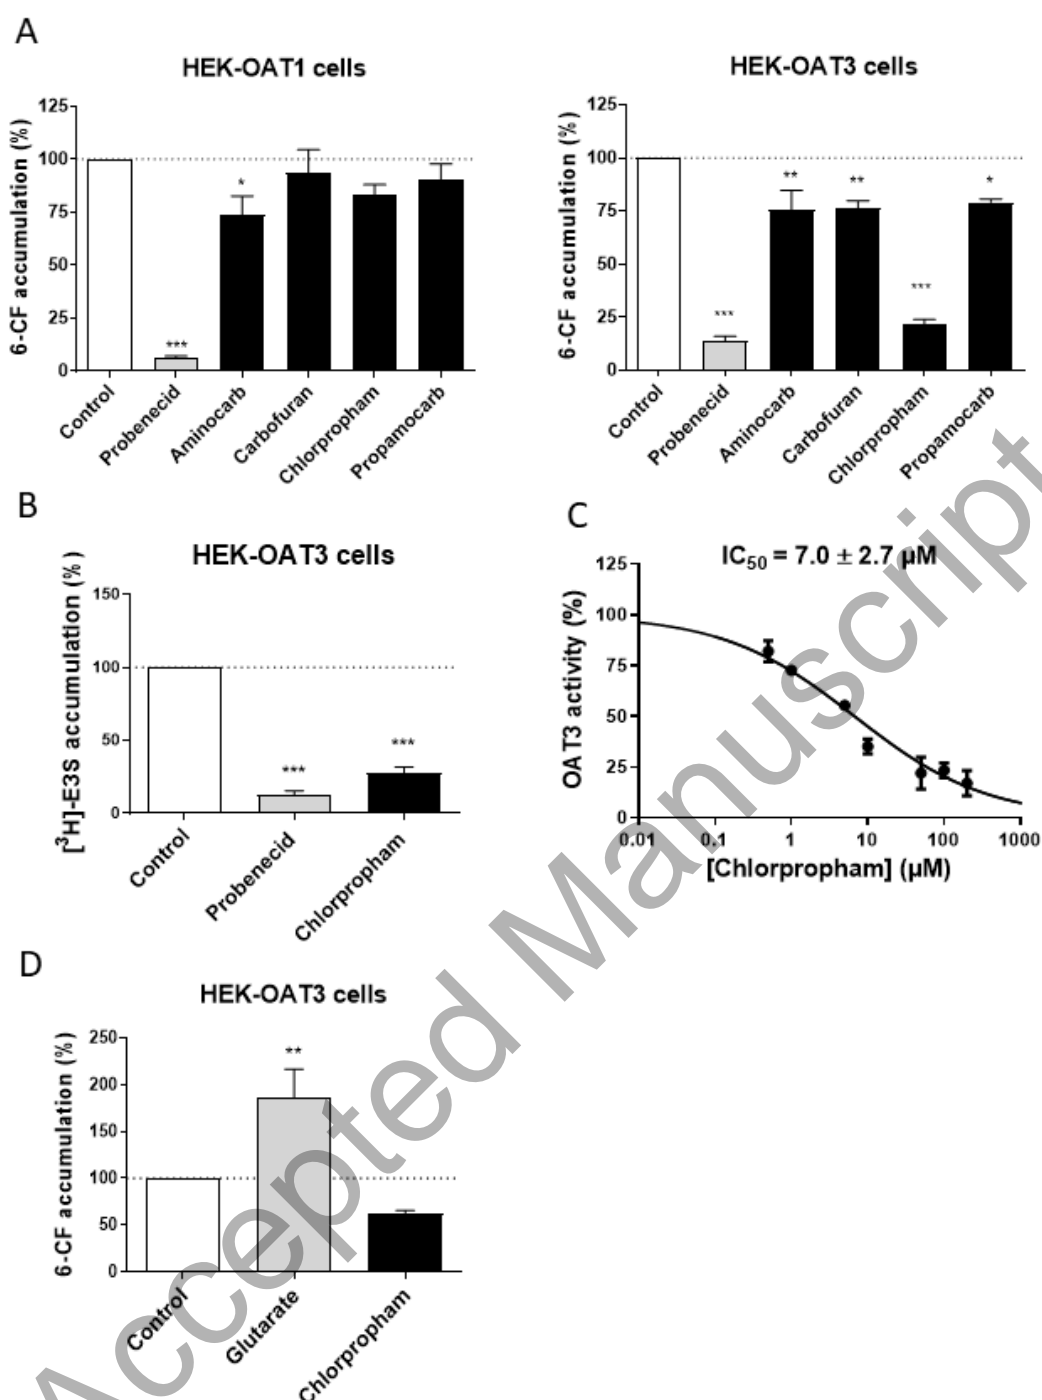 A
HEK-OAT1 cells
6-CF accumulation (%)
125
100
75
50
25
0
*
***
Control
Probenecid
Aminocarb
Carbofuran
Chlorpropham
Propamocarb
HEK-OAT3 cells
6-CF accumulation (%)
125
100
75
50
25
0
***
**
**
***
*
Control
Probenecid
Aminocarb
Carbofuran
Chlorpropham
Propamocarb
B
HEK-OAT3 cells
[³H]-E3S accumulation (%)
150
100
50
0
***
***
Control
Probenecid
Chlorpropham
C
IC₅₀ = 7.0 ± 2.7 µM
OAT3 activity (%)
125
100
75
50
25
0
0.01 0.1 1 10 100 1000
[Chlorpropham] (µM)
D
HEK-OAT3 cells
6-CF accumulation (%)
250
200
150
100
50
0
**
Control
Glutarate
Chlorpropham
Accepted Manuscript